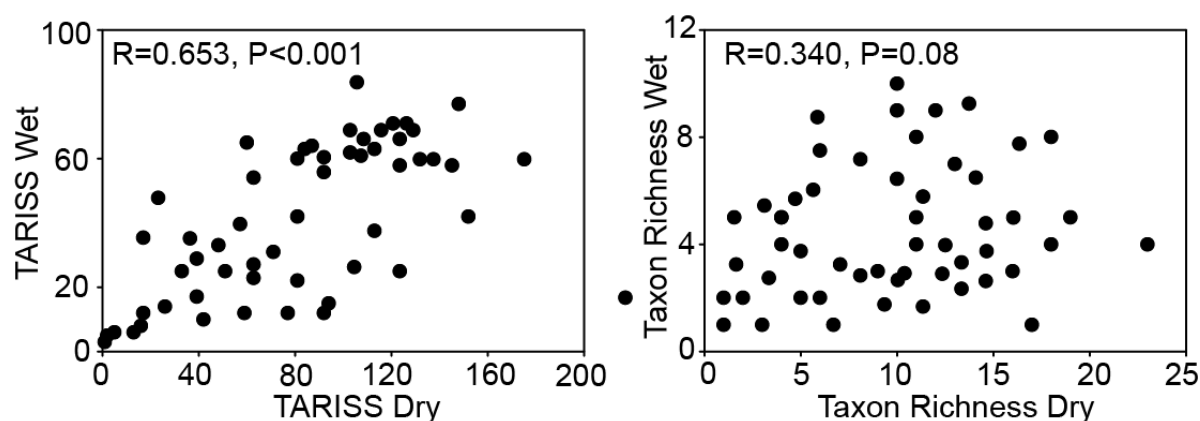 R=0.653, P<0.001
TARISS Wet
100
60
20
0
0 40 80 120 160 200
TARISS Dry
R=0.340, P=0.08
Taxon Richness Wet
12
8
4
0
0 5 10 15 20 25
Taxon Richness Dry